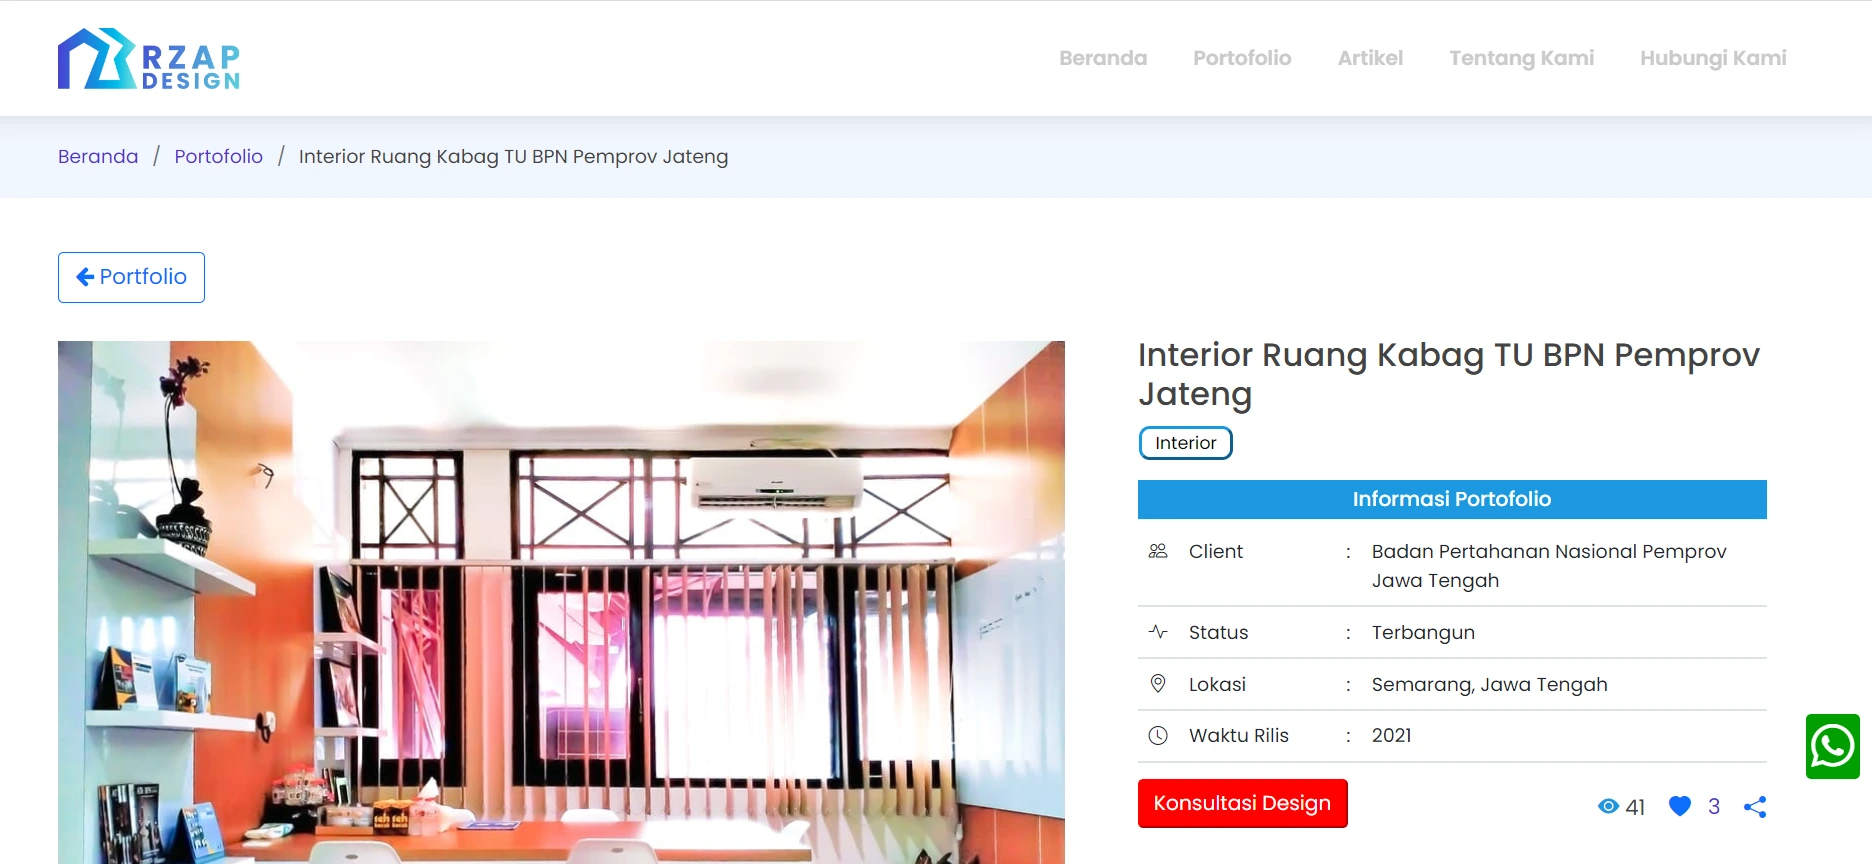 RZAP
DESIGN
Beranda Portofolio Artikel Tentang Kami Hubungi Kami
Beranda / Portofolio / Interior Ruang Kabag TU BPN Pemprov Jateng
Portfolio
Interior Ruang Kabag TU BPN Pemprov
Jateng
Interior
Informasi Portofolio
Client : Badan Pertahanan Nasional Pemprov
Jawa Tengah
Status : Terbangun
Lokasi : Semarang, Jawa Tengah
Waktu Rilis : 2021
Konsultasi Design
41 3